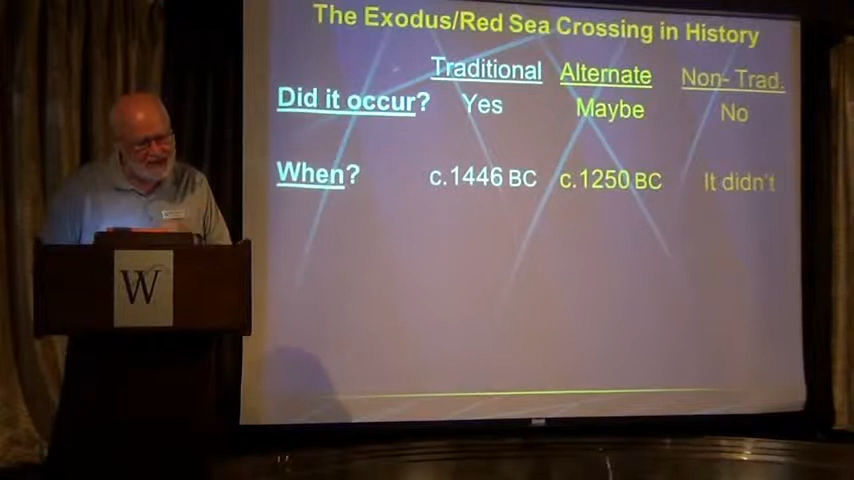 The Exodus/Red Sea Crossing in History
Traditional Alternate Non- Trad.
Did it occur? Yes Maybe No
When? c.1446 BC c.1250 BC It didn't
W